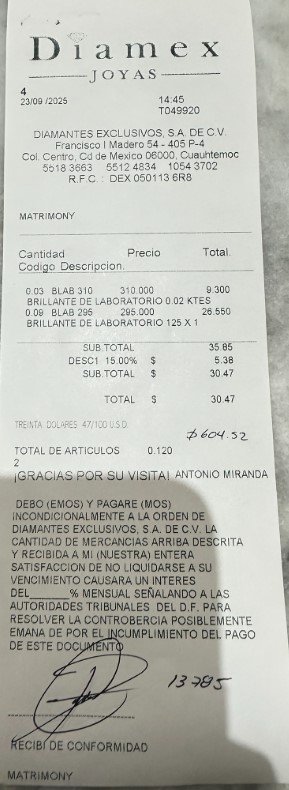 Diamex
JOYAS
4
23/09 /2025 14:45
T049920
DIAMANTES EXCLUSIVOS, S.A. DE C.V.
Francisco I Madero 54 - 405 P-4
Col. Centro, Cd de Mexico 06000, Cuauhtemoc
5518 3663 5512 4834 1054 3702
R.F.C. : DEX 050113 6R8
MATRIMONY
Cantidad Precio Total
Codigo Descripcion.
0.03 BLAB 310 310.000 9.300
BRILLANTE DE LABORATORIO 0.02 KTES
0.09 BLAB 295 295.000 26.550
BRILLANTE DE LABORATORIO 125 X 1
SUB.TOTAL 35.85
DESC1 15.00% $ 5.38
SUB.TOTAL $ 30.47
TOTAL $ 30.47
TREINTA DOLARES 47/100 U.S.D.
$604.52
TOTAL DE ARTICULOS 0.120
2
¡GRACIAS POR SU VISITA! ANTONIO MIRANDA
DEBO (EMOS) Y PAGARE (MOS)
INCONDICIONALMENTE A LA ORDEN DE
DIAMANTES EXCLUSIVOS, S.A. DE C.V. LA
CANTIDAD DE MERCANCIAS ARRIBA DESCRITA
Y RECIBIDA A MI (NUESTRA) ENTERA
SATISFACCION DE NO LIQUIDARSE A SU
VENCIMIENTO CAUSARA UN INTERES
DEL______% MENSUAL SEÑALANDO A LAS
AUTORIDADES TRIBUNALES DEL D.F. PARA
RESOLVER LA CONTROBERCIA POSIBLEMENTE
EMANA DE POR EL INCUMPLIMIENTO DEL PAGO
DE ESTE DOCUMENTO
13785
RECIBI DE CONFORMIDAD
MATRIMONY